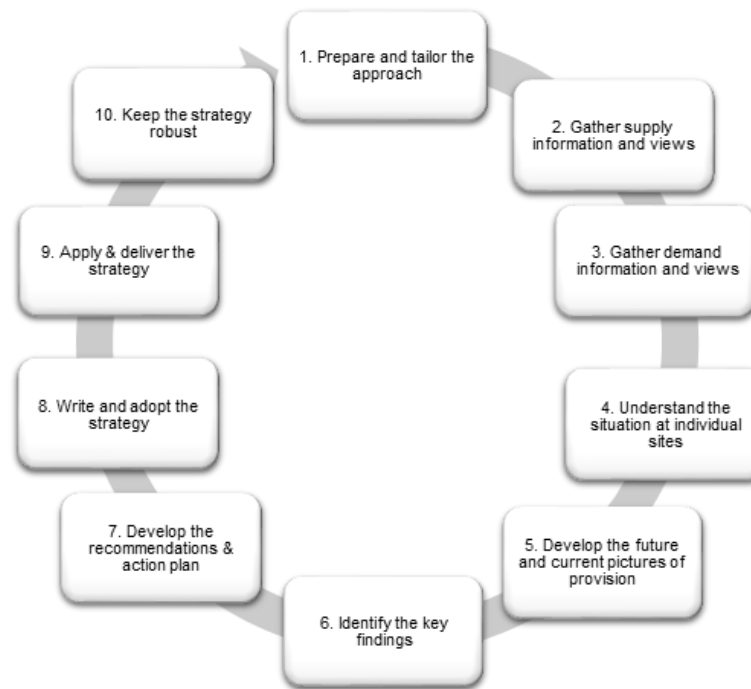 1. Prepare and tailor the
approach
2. Gather supply
information and views
3. Gather demand
information and views
4. Understand the
situation at individual
sites
5. Develop the future
and current pictures of
provision
6. Identify the key
findings
7. Develop the
recommendations &
action plan
8. Write and adopt the
strategy
9. Apply & deliver the
strategy
10. Keep the strategy
robust